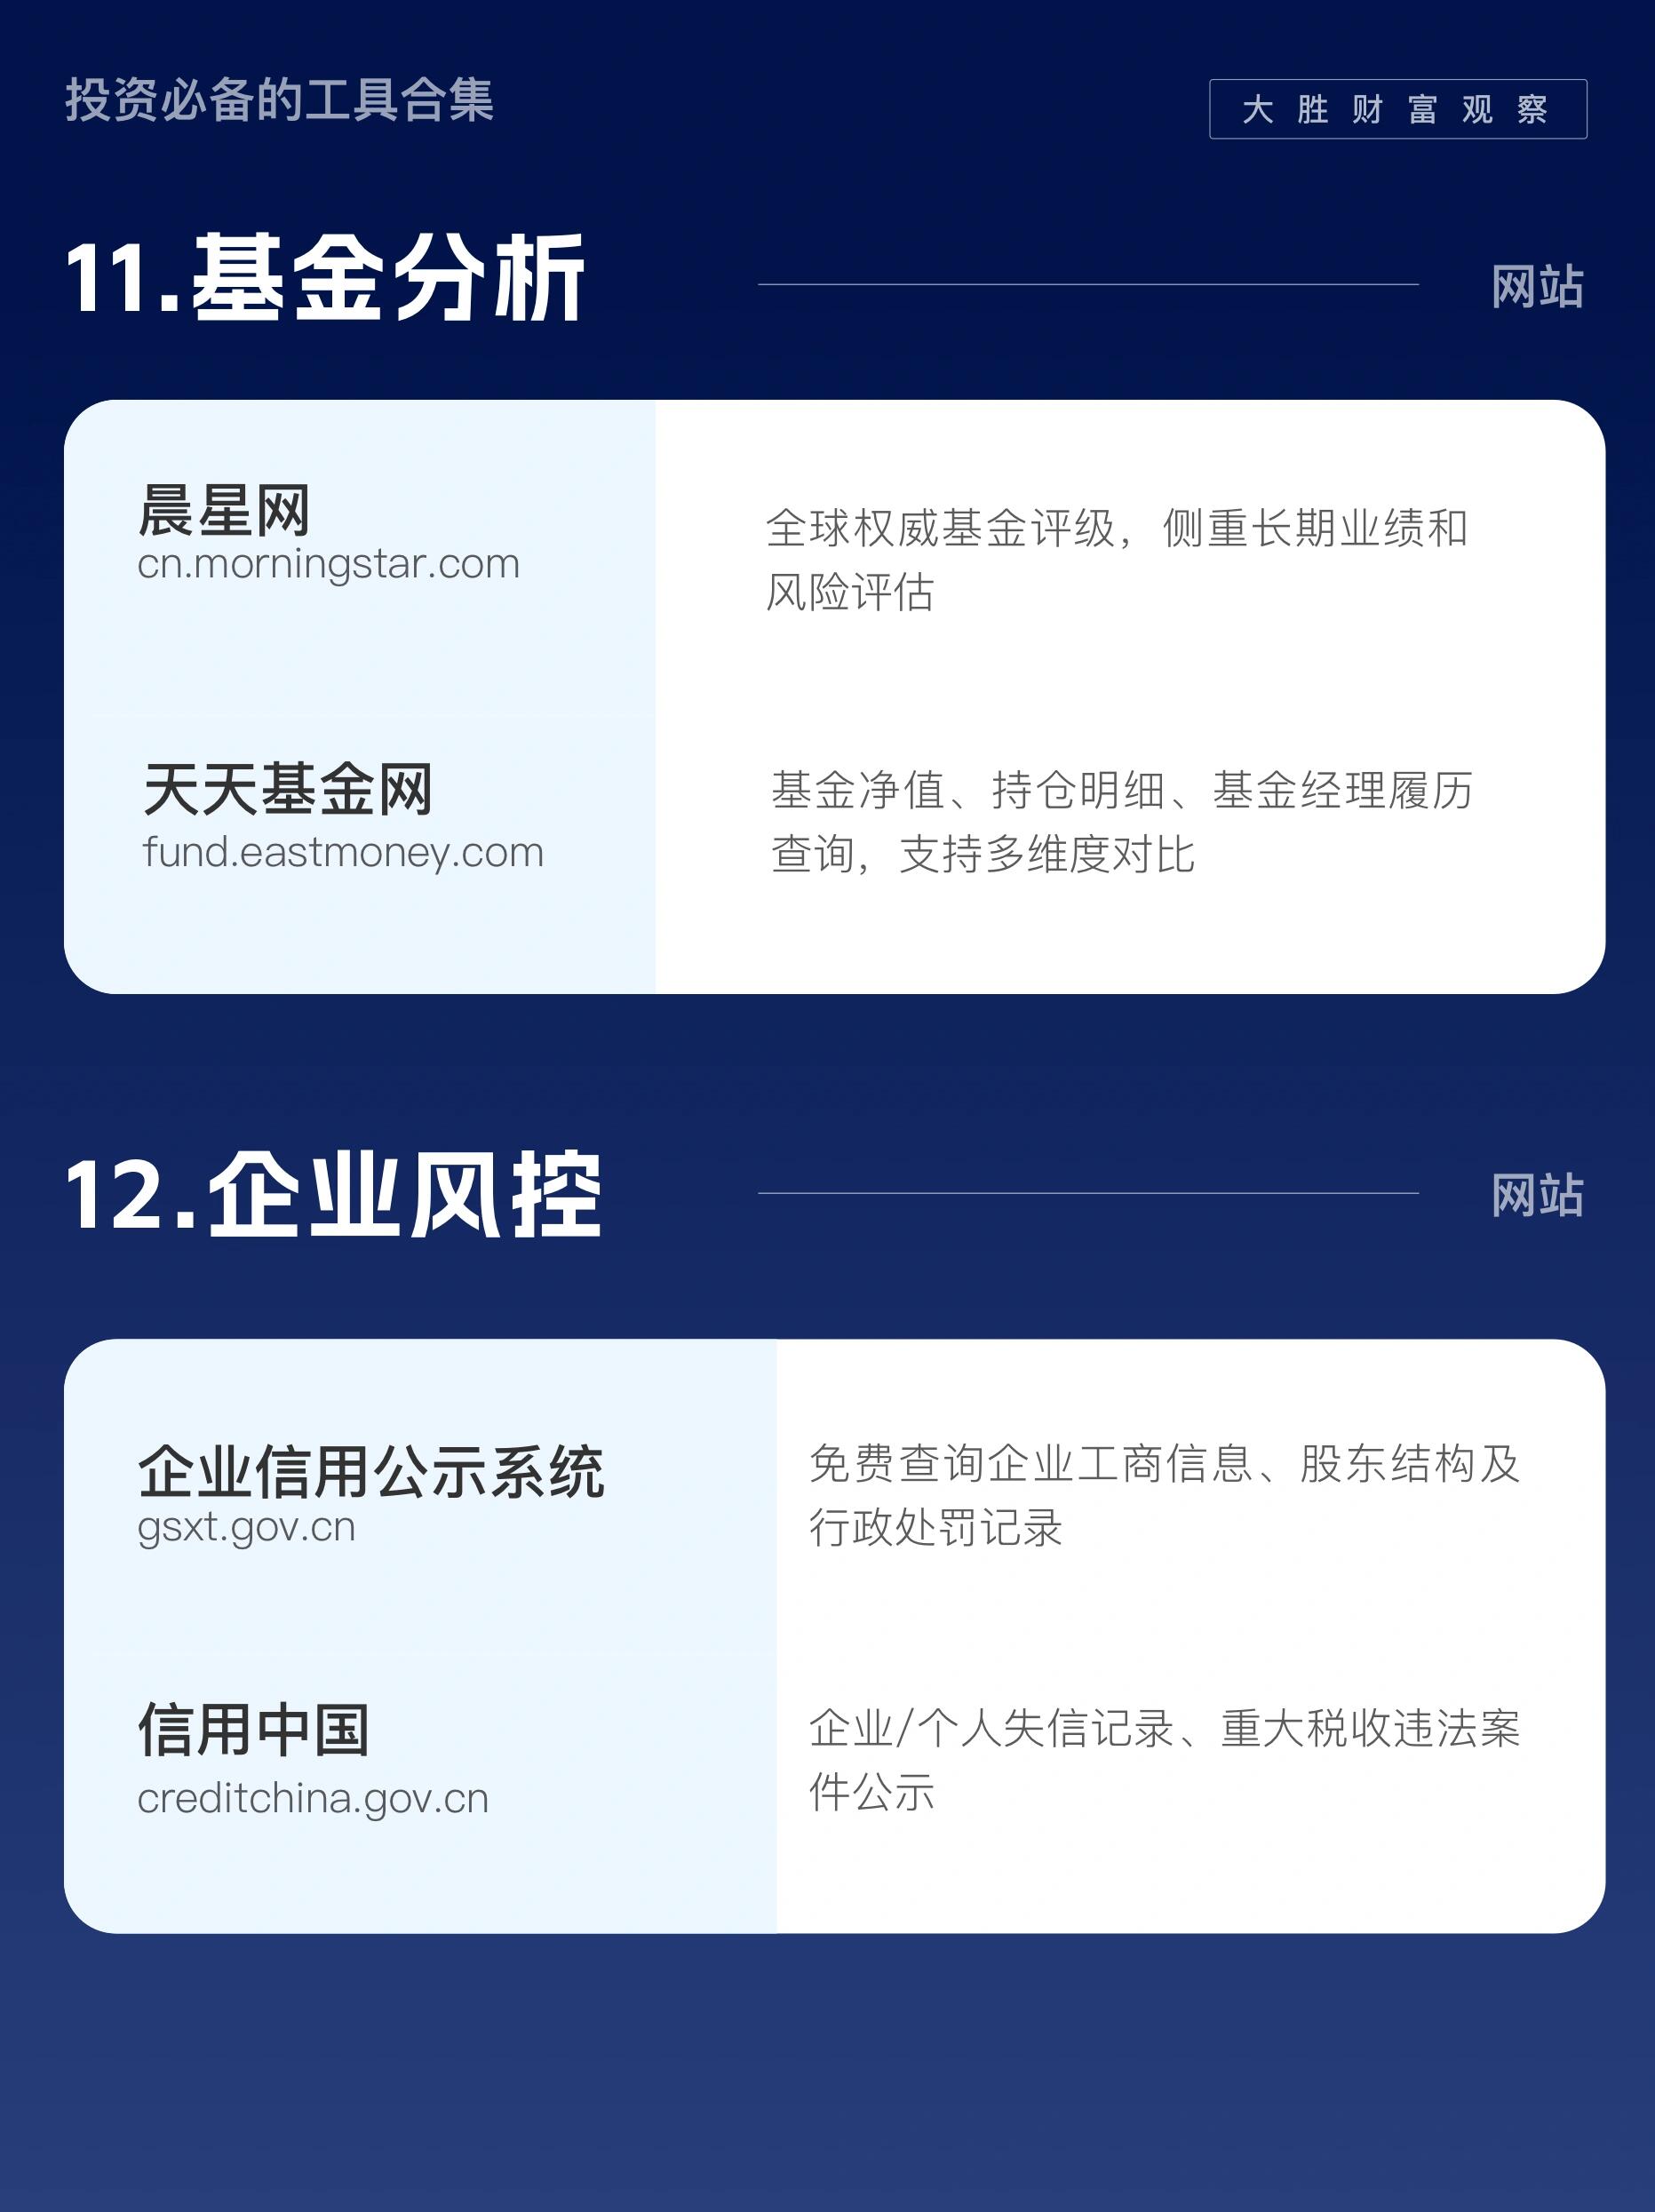 投资必备的工具合集
大胜财富观察
11.基金分析
网站
晨星网
cn.morningstar.com
全球权威基金评级，侧重长期业绩和
风险评估
天天基金网
fund.eastmoney.com
基金净值、持仓明细、基金经理履历
查询，支持多维度对比
12.企业风控
网站
企业信用公示系统
gsxt.gov.cn
免费查询企业工商信息、股东结构及
行政处罚记录
信用中国
creditchina.gov.cn
企业/个人失信记录、重大税收违法案
件公示